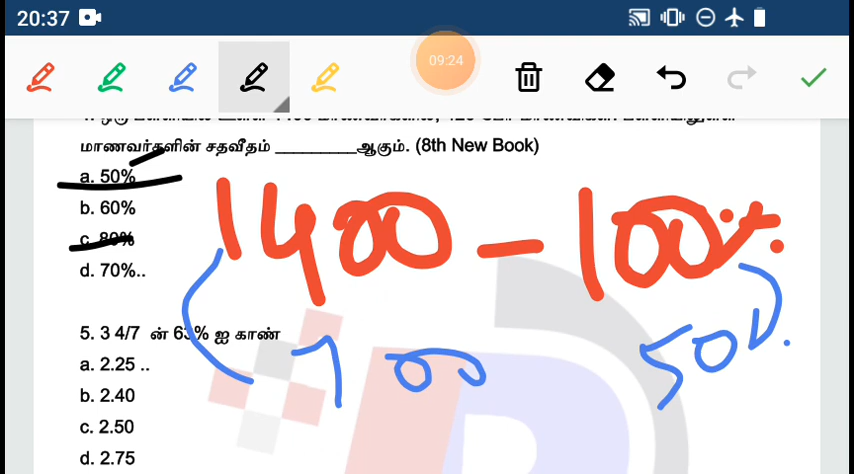 20:37
09:24
மாணவர்களின் சதவீதம் _________ஆகும். (8th New Book)
a. 50%
b. 60%
c. 80%
d. 70%..
1400 – 100%
700 50%
5. 3 4/7 ன் 63% ஐ காண்
a. 2.25 ..
b. 2.40
c. 2.50
d. 2.75